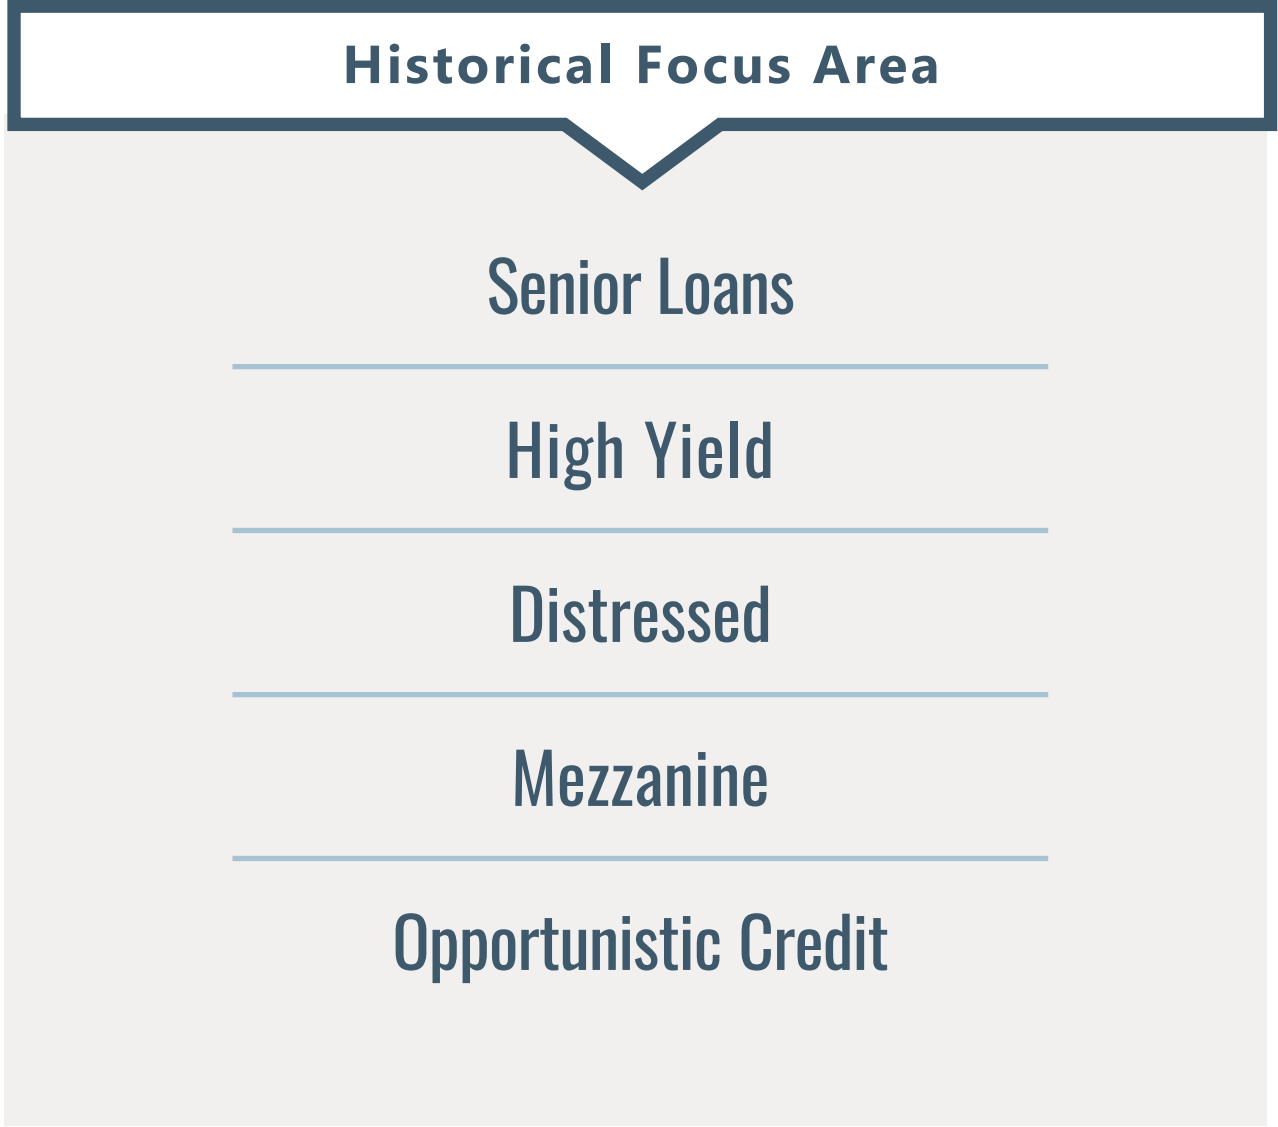 Historical Focus Area
Senior Loans
High Yield
Distressed
Mezzanine
Opportunistic Credit